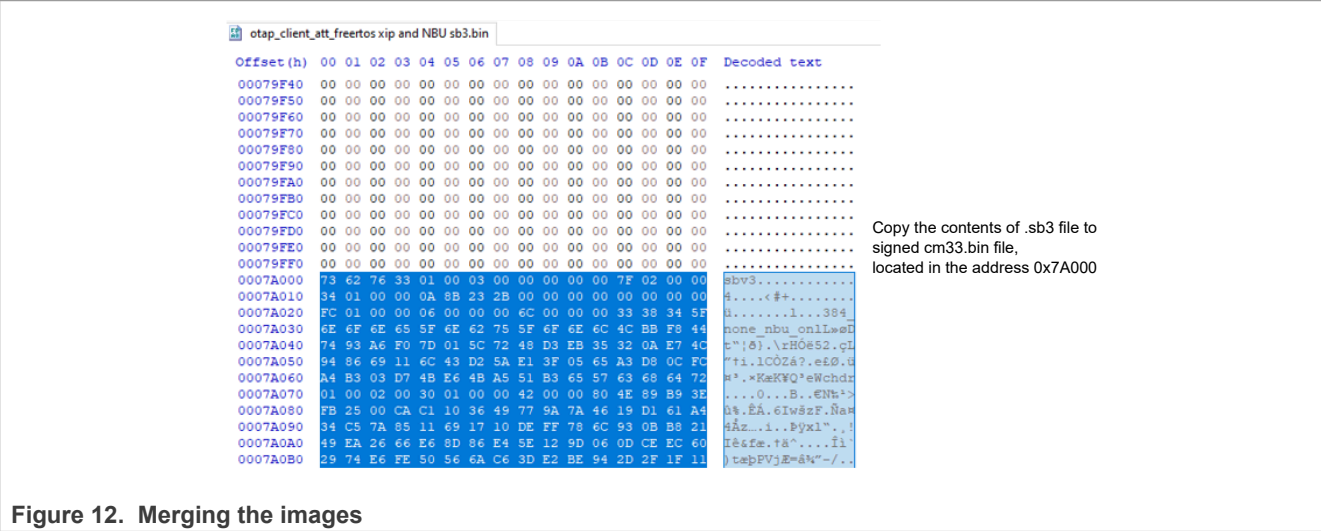 otap_client_att_freertos xip and NBU sb3.bin
Offset(h) 00 01 02 03 04 05 06 07 08 09 0A 0B 0C 0D 0E 0F Decoded text
00079F40 00 00 00 00 00 00 00 00 00 00 00 00 00 00 00 00 ................
00079F50 00 00 00 00 00 00 00 00 00 00 00 00 00 00 00 00 ................
00079F60 00 00 00 00 00 00 00 00 00 00 00 00 00 00 00 00 ................
00079F70 00 00 00 00 00 00 00 00 00 00 00 00 00 00 00 00 ................
00079F80 00 00 00 00 00 00 00 00 00 00 00 00 00 00 00 00 ................
00079F90 00 00 00 00 00 00 00 00 00 00 00 00 00 00 00 00 ................
00079FA0 00 00 00 00 00 00 00 00 00 00 00 00 00 00 00 00 ................
00079FB0 00 00 00 00 00 00 00 00 00 00 00 00 00 00 00 00 ................
00079FC0 00 00 00 00 00 00 00 00 00 00 00 00 00 00 00 00 ................
00079FD0 00 00 00 00 00 00 00 00 00 00 00 00 00 00 00 00 ................
00079FE0 00 00 00 00 00 00 00 00 00 00 00 00 00 00 00 00 ................
00079FF0 00 00 00 00 00 00 00 00 00 00 00 00 00 00 00 00 ................
0007A000 73 62 76 33 01 00 03 00 00 00 00 00 7F 02 00 00 sbv3............
0007A010 34 01 00 00 0A 8B 23 2B 00 00 00 00 00 00 00 00 4....‹#+........
0007A020 FC 01 00 00 06 00 00 00 6C 00 00 00 33 38 34 5F ü.......l...384_
0007A030 6E 6F 6E 65 5F 6E 62 75 5F 6F 6E 6C 4C BB F8 44 none_nbu_onlL»øD
0007A040 74 93 A6 F0 7D 01 5C 72 48 D3 EB 35 32 0A E7 4C t“¦ð}.\rHÓë52.çL
0007A050 94 86 69 11 6C 43 D2 5A E1 3F 05 65 A3 D8 0C FC ”†i.lCÒZá?.e£Ø.ü
0007A060 A4 B3 03 D7 4B E6 4B A5 51 B3 65 57 63 68 64 72 ¤³.×KæK¥Q³eWchdr
0007A070 01 00 02 00 30 01 00 00 42 00 00 80 4E 89 B9 3E ....0...B..€N‰¹>
0007A080 FB 25 00 CA C1 10 36 49 77 9A 7A 46 19 D1 61 A4 û%.ÊÁ.6IwšzF.Ña¤
0007A090 34 C5 7A 85 11 69 17 10 DE FF 78 6C 93 0B B8 21 4Åz….i..Þÿxl“.¸!
0007A0A0 49 EA 26 66 E6 8D 86 E4 5E 12 9D 06 0D CE EC 60 Iê&fæ.†ä^....Îì`
0007A0B0 29 74 E6 FE 50 56 6A C6 3D E2 BE 94 2D 2F 1F 11 )tæþPVjÆ=â¾”-/..
Copy the contents of .sb3 file to
signed cm33.bin file,
located in the address 0x7A000
Figure 12. Merging the images